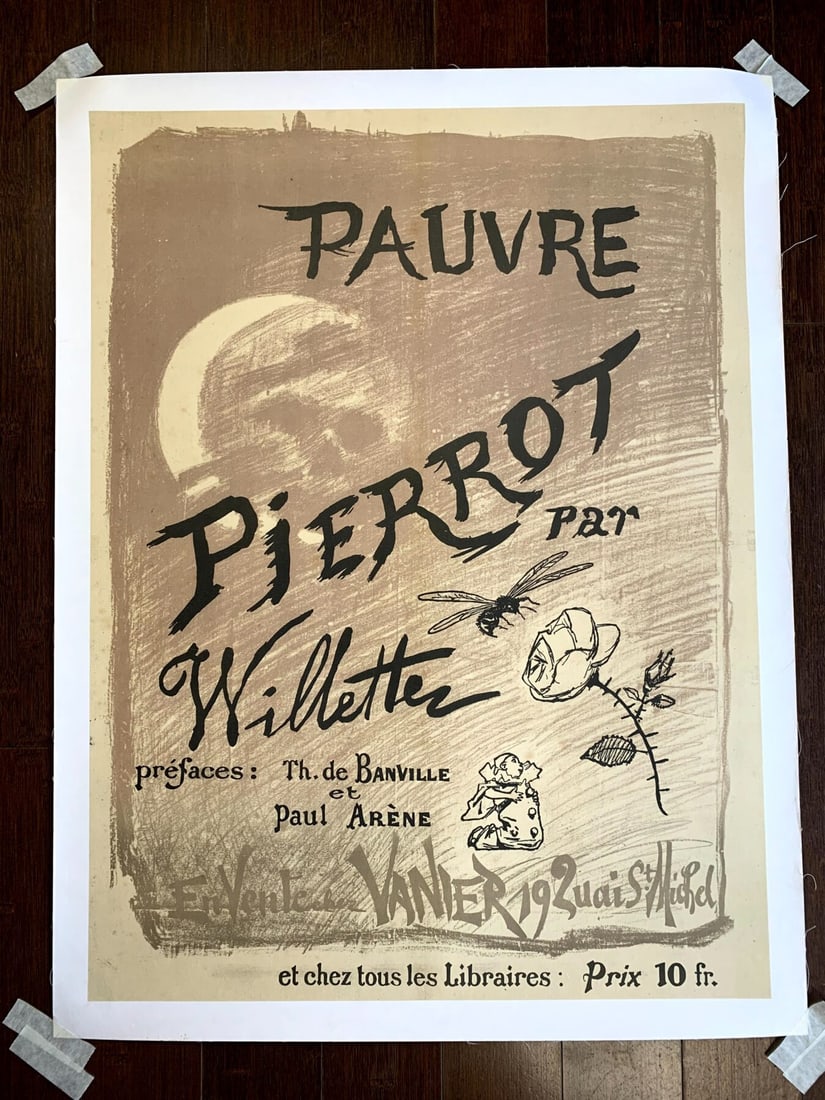 PAUVRE
PiERROT
par
Willette
préfaces : Th. de BANVILLE
et
Paul ARÈNE
En Vente chez VANIER 19 Quai St Michel
et chez tous les Libraires : Prix 10 fr.